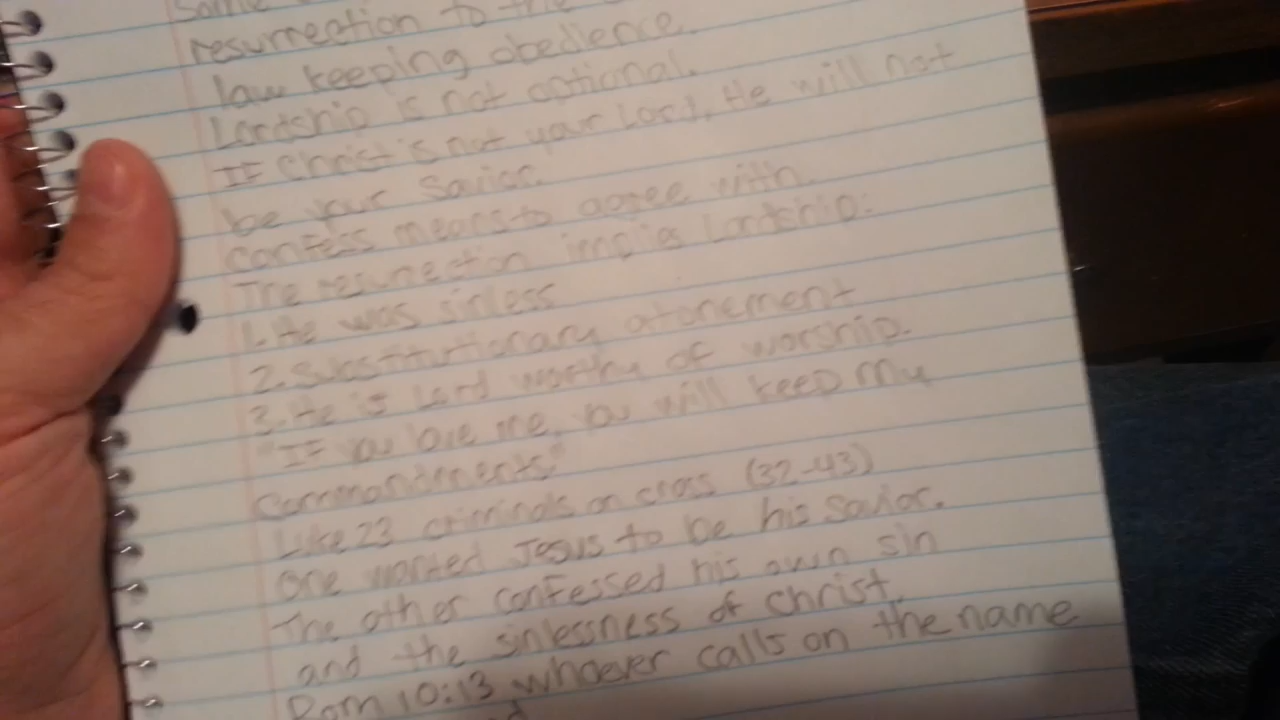 Same
resurrection to the
law keeping obedience.
Lordship is not optional.
IF Christ is not your Lord, He will not
be your Savior.
Confess means to agree with.
The resurrection implies Lordship:
1. He was sinless
2. Substitutionary atonement
3. He is Lord worthy of worship.
"IF you love me, you will keep my
Commandments."
Luke 23 criminals on cross (32-43)
One wanted Jesus to be his Savior.
The other confessed his own sin
and the sinlessness of Christ.
Rom 10:13 whoever calls on the name